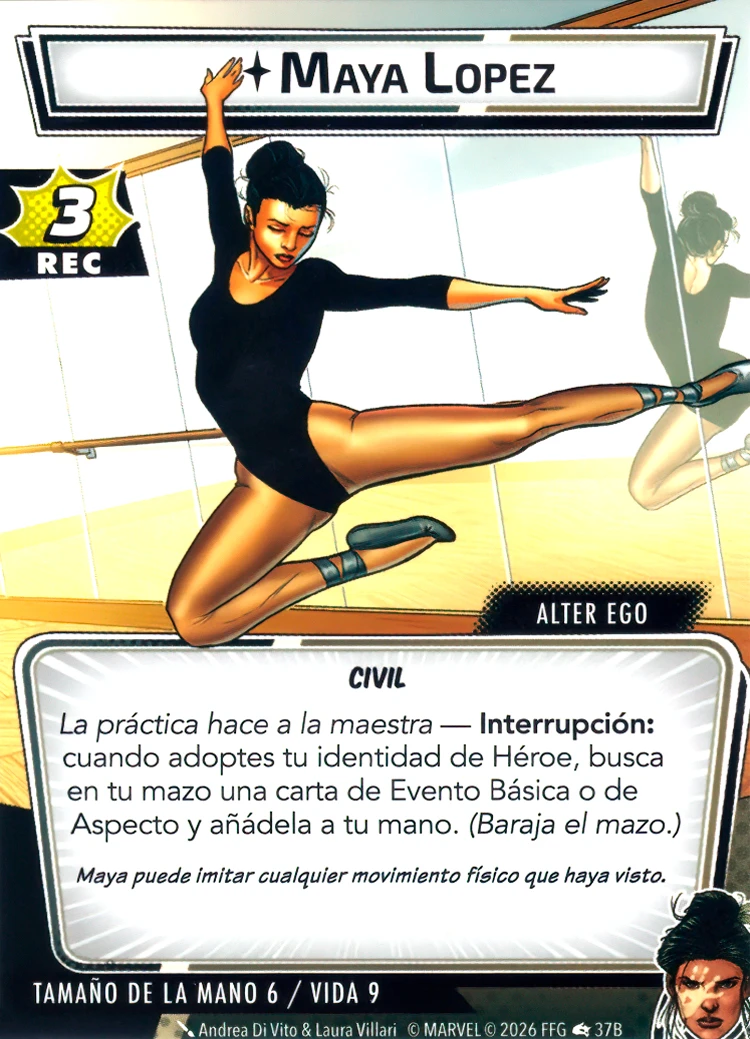 MAYA LOPEZ
3
REC
ALTER EGO
CIVIL
La práctica hace a la maestra — Interrupción:
cuando adoptes tu identidad de Héroe, busca
en tu mazo una carta de Evento Básica o de
Aspecto y añádela a tu mano. (Baraja el mazo.)
Maya puede imitar cualquier movimiento físico que haya visto.
TAMAÑO DE LA MANO 6 / VIDA 9
Andrea Di Vito & Laura Villari © MARVEL © 2026 FFG 37B